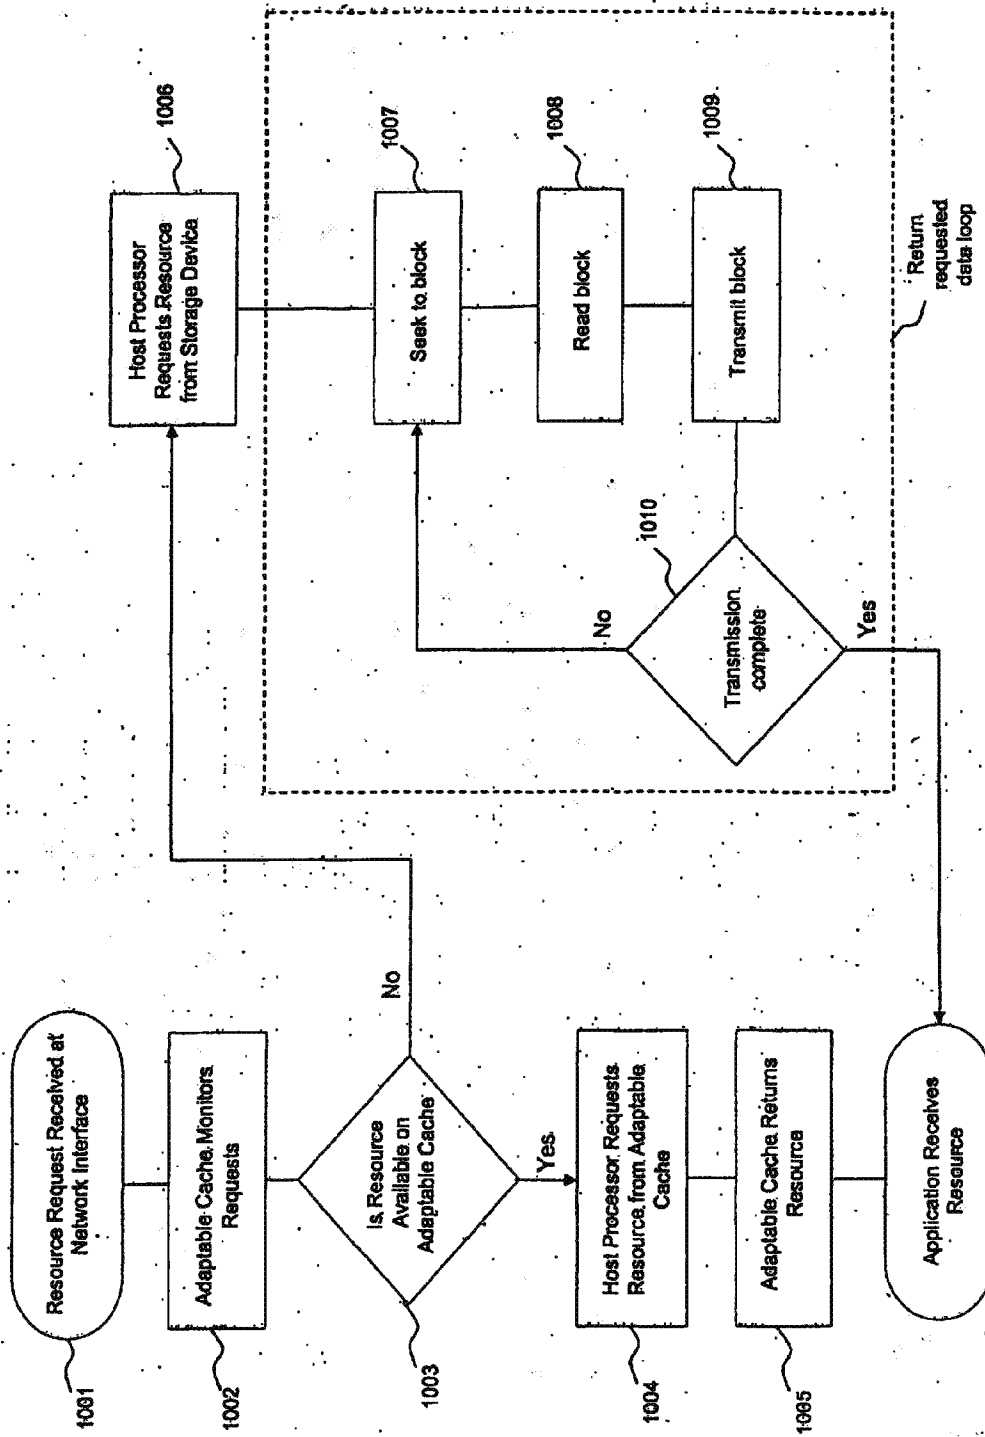 1001
Resource Request Received at
Network Interface
1002
Adaptable Cache Monitors
Requests
1003
Is Resource
Available on
Adaptable Cache
No
Yes
1004
Host Processor Requests
Resource from Adaptable
Cache
1005
Adaptable Cache Returns
Resource
Application Receives
Resource
1006
Host Processor
Requests Resource
from Storage Device
1007
Seek to block
1008
Read block
1009
Transmit block
1010
Transmission
complete
No
Yes
Return
requested
data loop